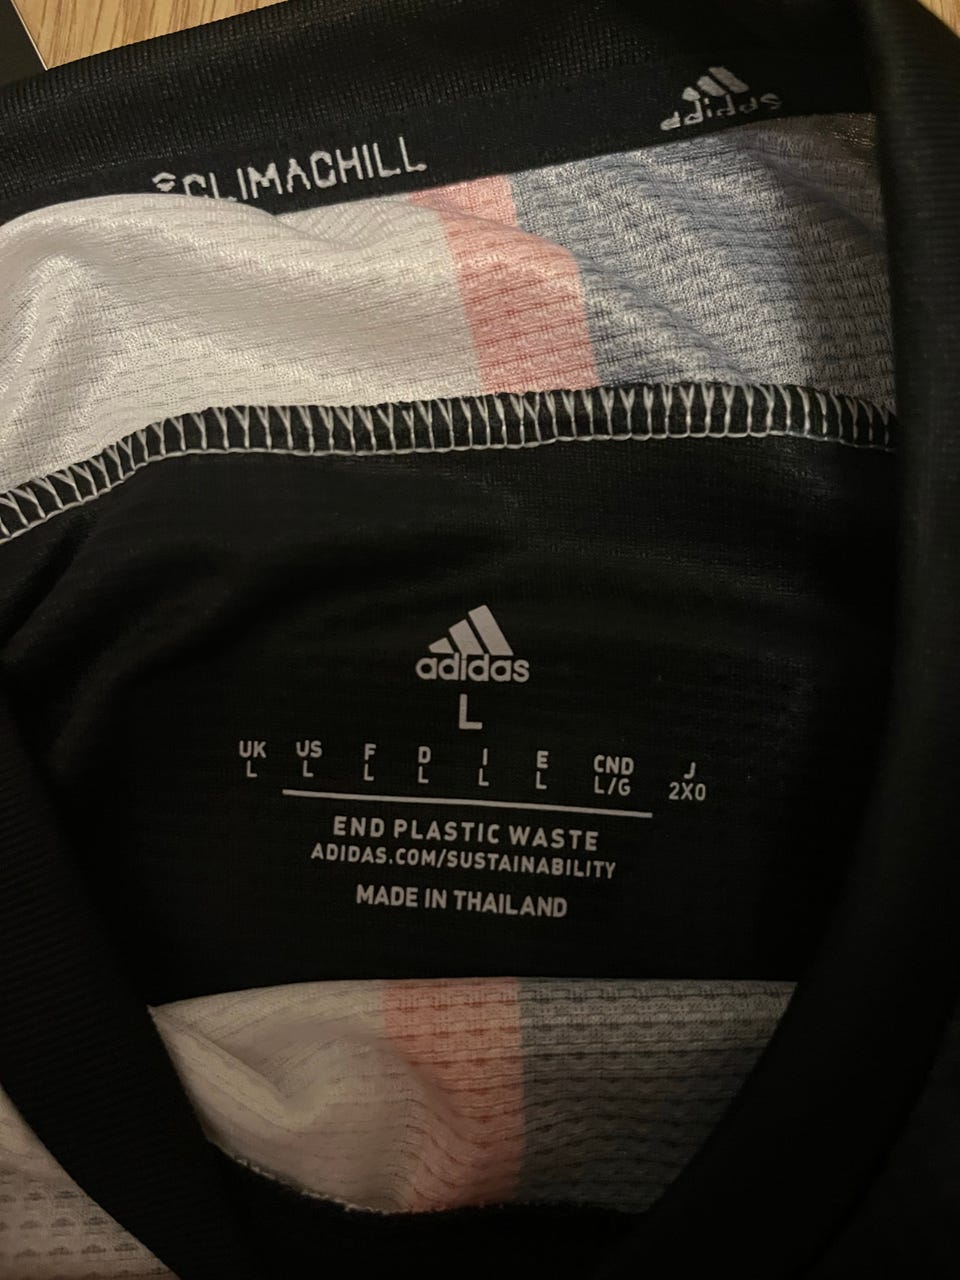 adidas
CLIMACHILL
adidas
L
UK US F D I E CND J
L L L L L L L/G 2XO
END PLASTIC WASTE
ADIDAS.COM/SUSTAINABILITY
MADE IN THAILAND